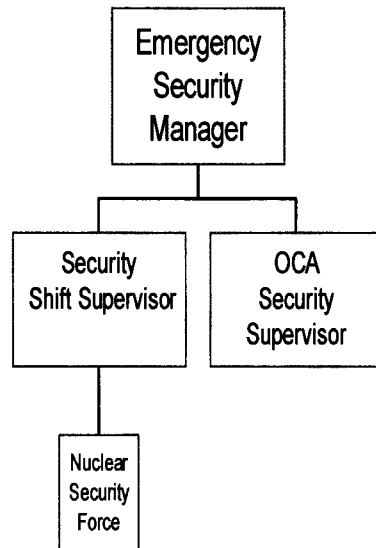 Emergency
Security
Manager
Security
Shift Supervisor
OCA
Security
Supervisor
Nuclear
Security
Force